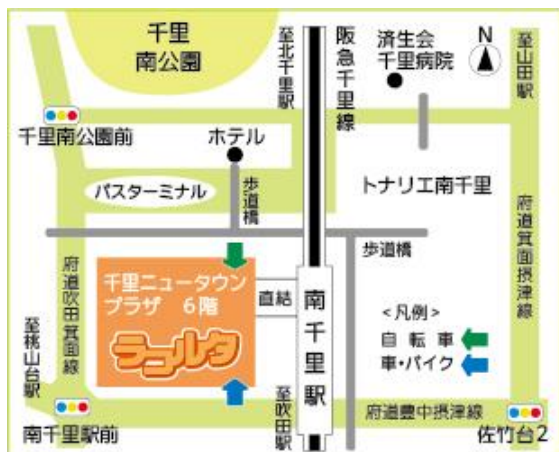 千里
南公園
至北千里駅
阪急千里線
済生会
千里病院
N
至山田駅
千里南公園前
ホテル
バスターミナル
歩道橋
トナリエ南千里
歩道橋
府道箕面摂津線
府道吹田箕面線
千里ニュータウン
プラザ 6階
ラコルタ
直結
南千里駅
<凡例>
自転車
車・バイク
至桃山台駅
至吹田駅
南千里駅前
府道豊中摂津線
佐竹台2